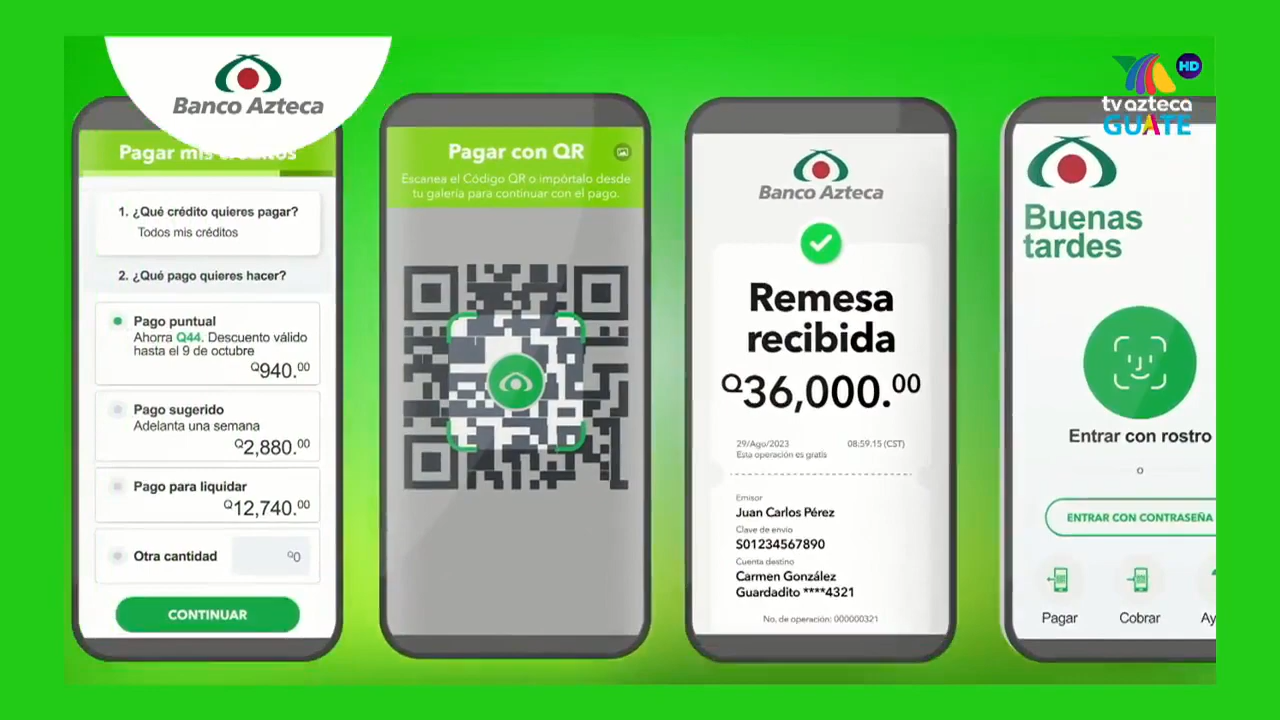 Banco Azteca
Pagar mis créditos
1. ¿Qué crédito quieres pagar?
Todos mis créditos
2. ¿Qué pago quieres hacer?
Pago puntual
Ahorra Q44. Descuento válido
hasta el 9 de octubre
Q940.00
Pago sugerido
Adelanta una semana
Q2,880.00
Pago para liquidar
Q12,740.00
Otra cantidad
Q0
CONTINUAR
Pagar con QR
Escanea el Código QR o impórtalo desde
tu galería para continuar con el pago.
Banco Azteca
Remesa
recibida
Q36,000.00
29/Ago/2023 08:59.15 (CST)
Esta operación es gratis
Emisor
Juan Carlos Pérez
Clave de envio
S01234567890
Cuenta destino
Carmen González
Guardadito ****4321
No. de operación: 000000321
HD
tv azteca
GUATE
Buenas
tardes
Entrar con rostro
o
ENTRAR CON CONTRASEÑA
Pagar Cobrar Ay